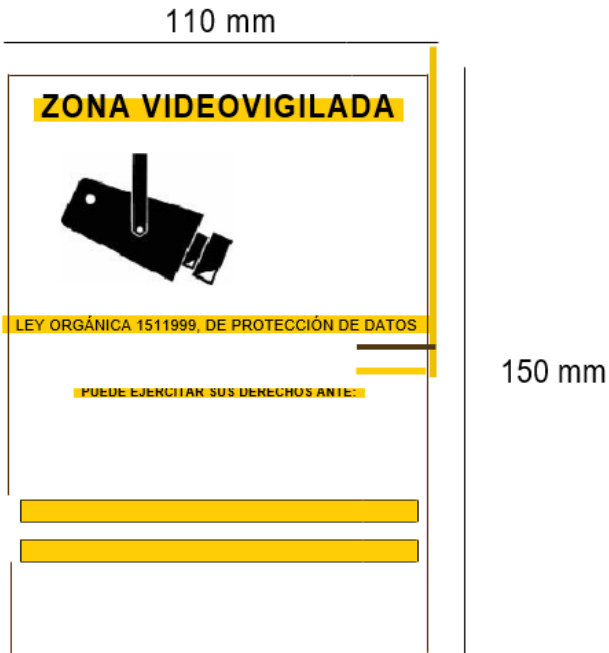 110 mm
ZONA VIDEOVIGILADA
LEY ORGÁNICA 1511999, DE PROTECCIÓN DE DATOS
150 mm
PUEDE EJERCITAR SUS DERECHOS ANTE: